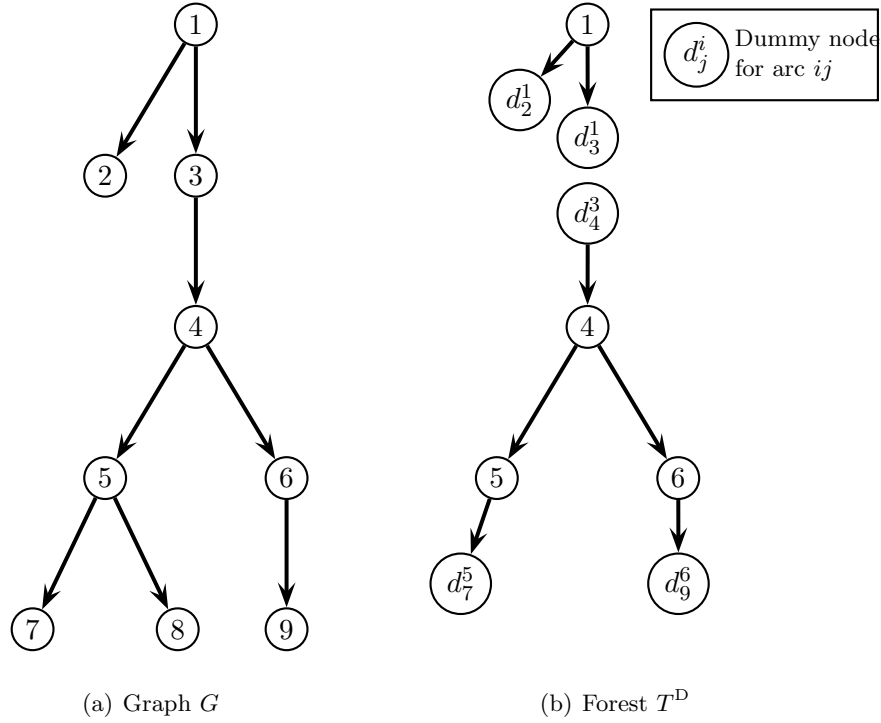 1
2
3
4
5
6
7
8
9
(a) Graph G
1
d^1_2
d^1_3
d^3_4
4
5
6
d^5_7
d^6_9
(b) Forest T^D
d^i_j
Dummy node
for arc ij